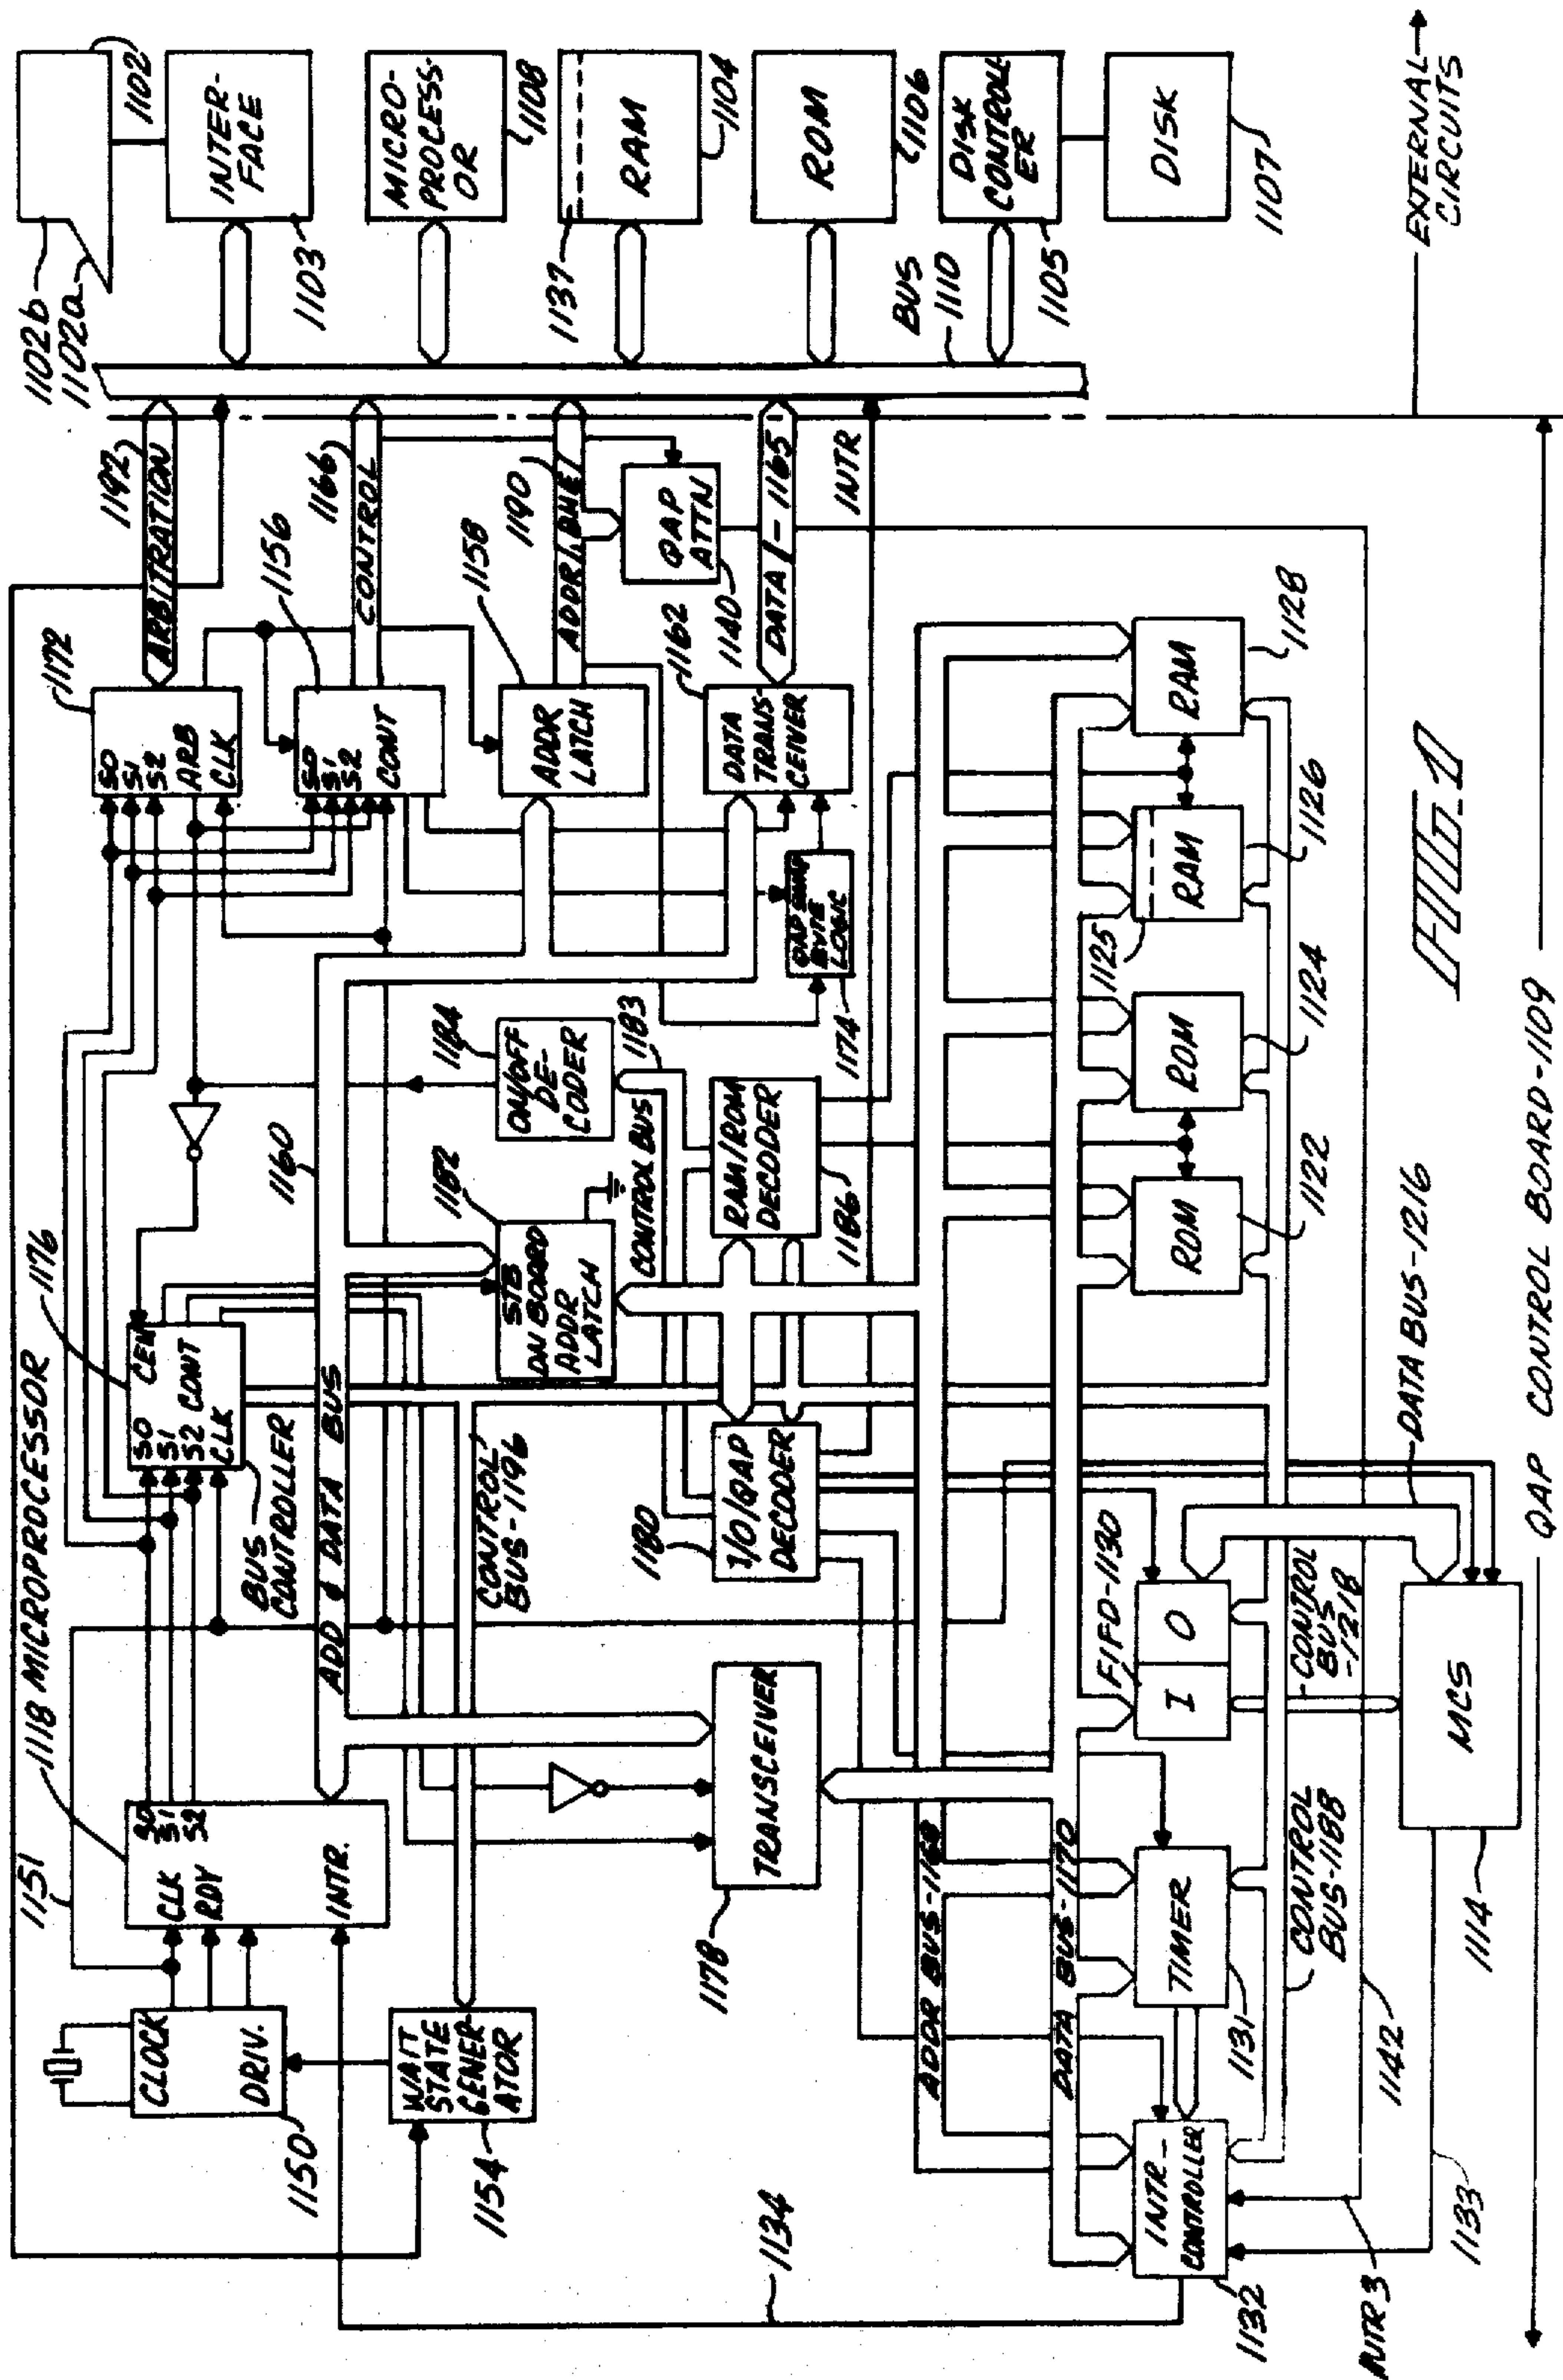 1151
1118 MICROPROCESSOR
1176
CLOCK
DRIV.
1150
CLK
RDY
INTR.
S0
S1
S2
S0
S1
S2 CONT
CLK
CEN
BUS
CONTROLLER
1160
1172
S0
S1
S2
ARB
CLK
1192
ARBITRATION
1156
S0
S1
S2
CONT
1166
CONTROL
1158
ADDR
LATCH
1190
ADDR/BHE/
1162
DATA
TRANS
CEIVER
DATA/-1165
QAP
ATTN
1140
INTR
WAIT
STATE
GENER-
ATOR
1154
ADD & DATA BUS
CONTROL
BUS-1196
1182
STB
ON BOARD
ADDR
LATCH
1184
ON/OFF
DE-
CODER
1183
CONTROL BUS
QAP SWAP
BYTE
LOGIC
1174
TRANSCEIVER
1178
1180
I/O/QAP
DECODER
RAM/ROM
DECODER
1186
1134
ADDR BUS-1168
DATA BUS-1170
INTR-
CONTROLLER
1132
TIMER
1131
FIFO-1130
I
O
ROM
1122
ROM
1124
RAM
1125
1126
RAM
1128
CONTROL
BUS-1188
CONTROL
BUS
-1218
DATA BUS-1216
MCS
1114
1142
1133
INTR 3
1102b
1102a
1102
INTER-
FACE
1103
MICRO-
PROCESS-
OR
1108
1137
RAM
1104
ROM
1106
BUS
1110
DISK
CONTROLL
ER
1105
DISK
1107
EXTERNAL
CIRCUITS
FIG. 1
QAP CONTROL BOARD-1109